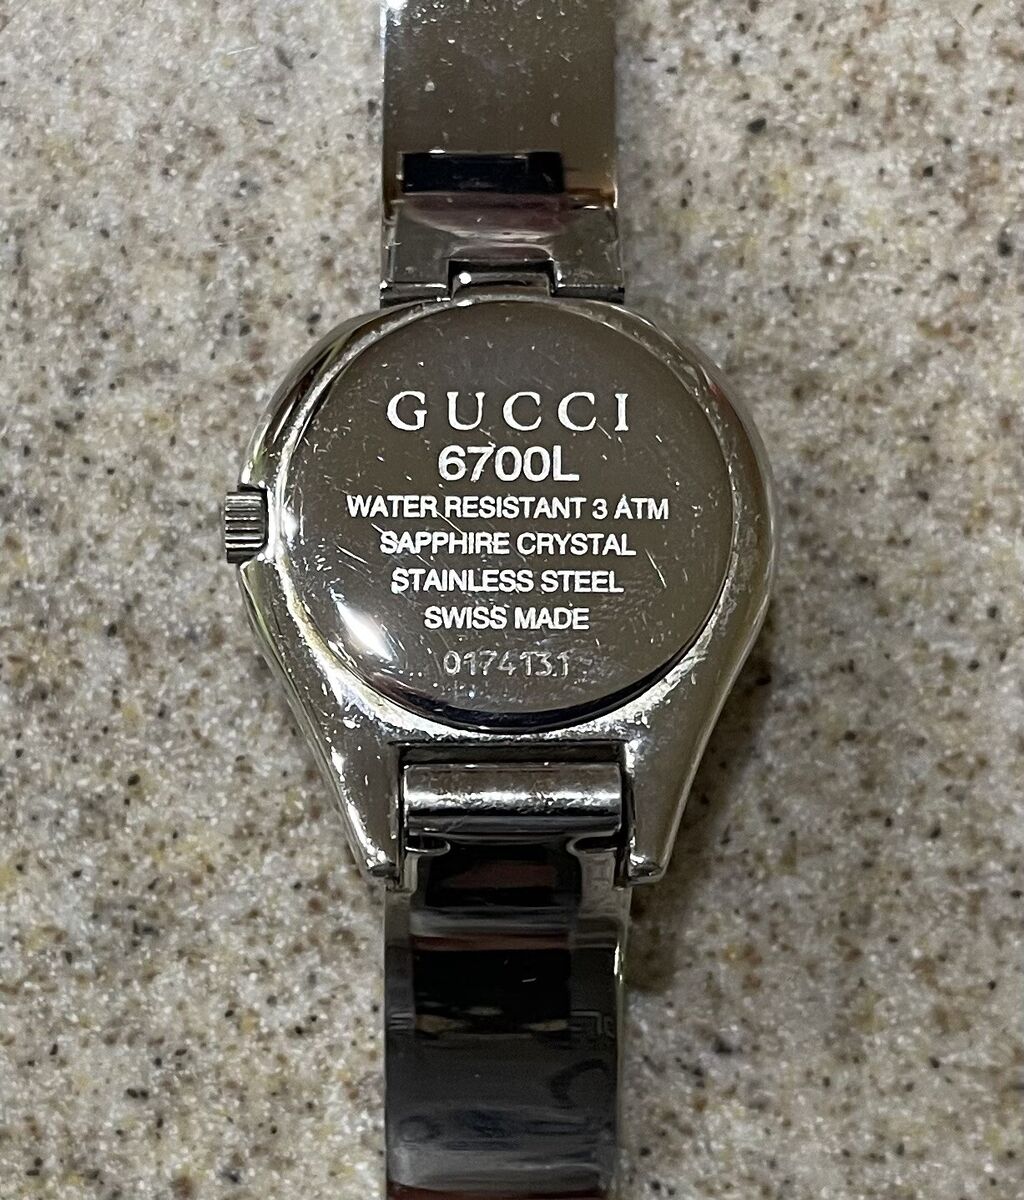 GUCCI
6700L
WATER RESISTANT 3 ATM
SAPPHIRE CRYSTAL
STAINLESS STEEL
SWISS MADE
0174131